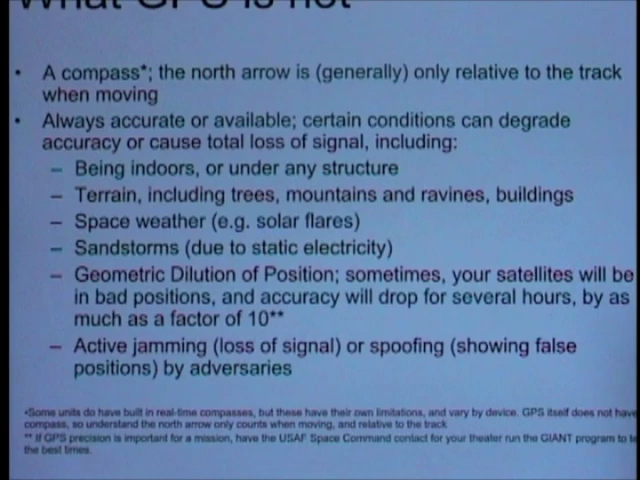 What GPS is not
• A compass*; the north arrow is (generally) only relative to the track
when moving
• Always accurate or available; certain conditions can degrade
accuracy or cause total loss of signal, including:
– Being indoors, or under any structure
– Terrain, including trees, mountains and ravines, buildings
– Space weather (e.g. solar flares)
– Sandstorms (due to static electricity)
– Geometric Dilution of Position; sometimes, your satellites will be
in bad positions, and accuracy will drop for several hours, by as
much as a factor of 10**
– Active jamming (loss of signal) or spoofing (showing false
positions) by adversaries
*Some units do have built in real-time compasses, but these have their own limitations, and vary by device. GPS itself does not have
compass, so understand the north arrow only counts when moving, and relative to the track
** If GPS precision is important for a mission, have the USAF Space Command contact for your theater run the GIANT program to
the best times.